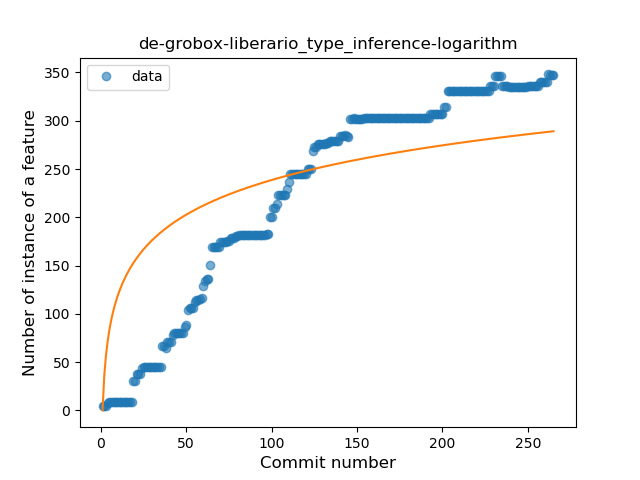 de-grobox-liberario_type_inference-logarithm
data
Number of instance of a feature
350
300
250
200
150
100
50
0
0 50 100 150 200 250
Commit number